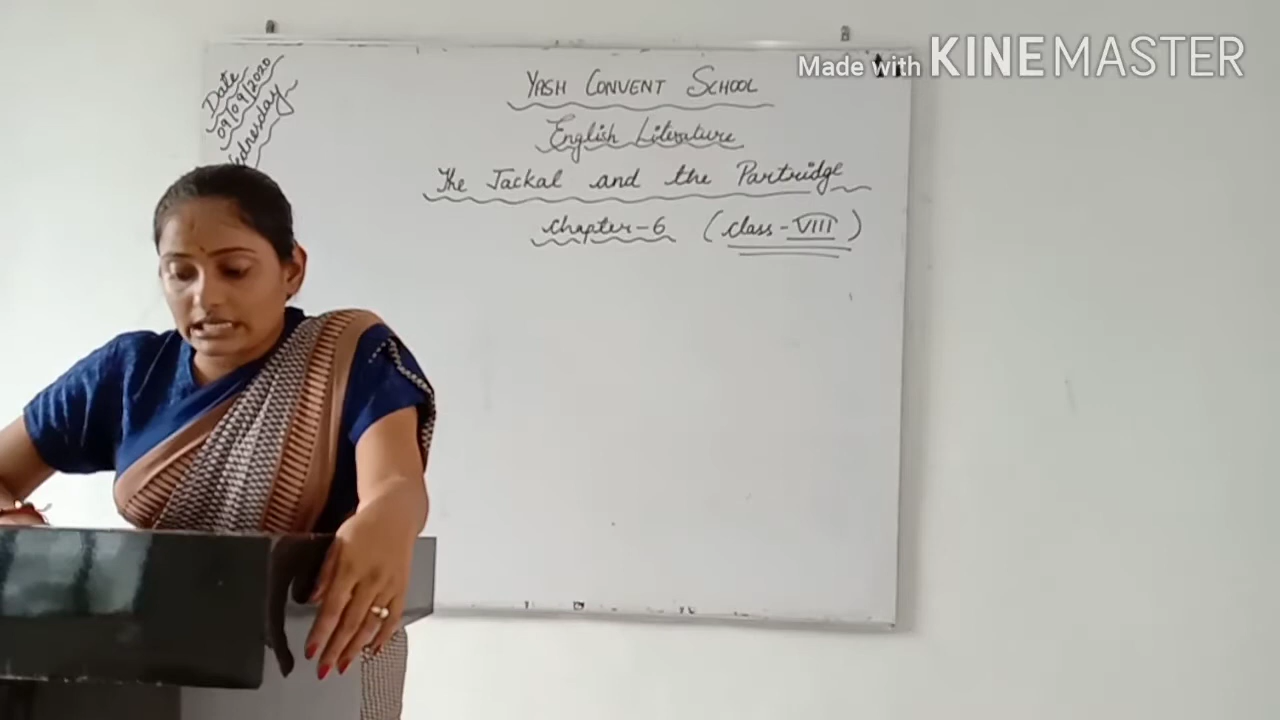 Made with KINEMASTER
Date
09/09/2020
Wednesday
YASH CONVENT SCHOOL
English Literature
The Jackal and the Partridge
Chapter-6 (Class-VIII)